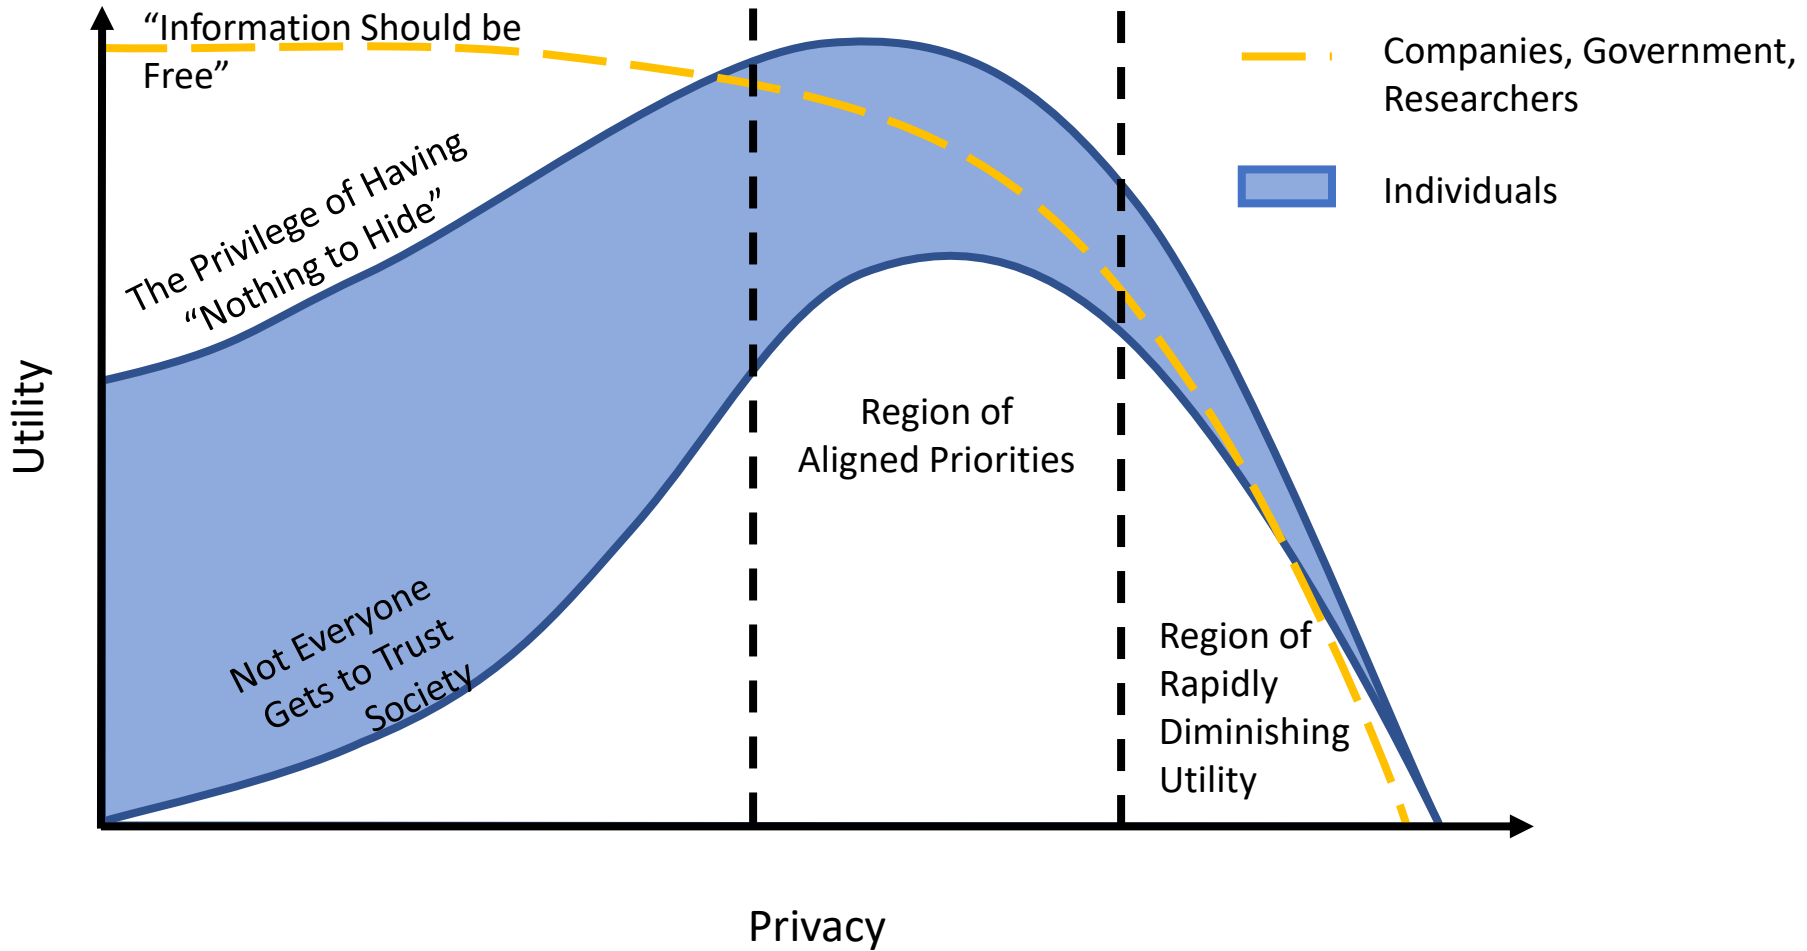 “Information Should be
Free”
Companies, Government,
Researchers
Individuals
The Privilege of Having
“Nothing to Hide”
Utility
Region of
Aligned Priorities
Not Everyone
Gets to Trust
Society
Region of
Rapidly
Diminishing
Utility
Privacy